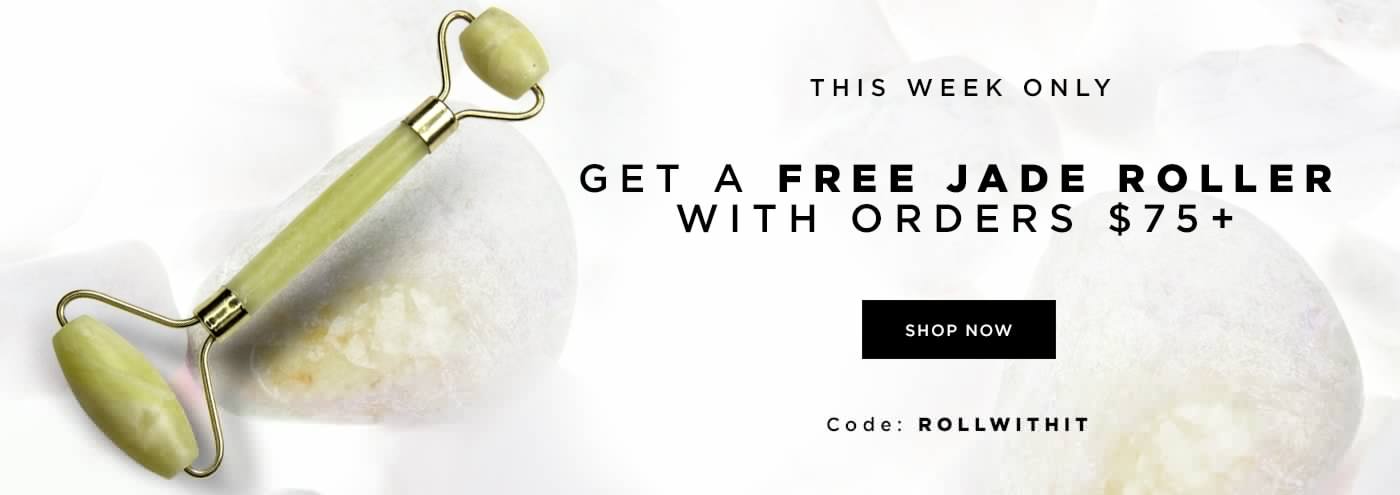 THIS WEEK ONLY
GET A FREE JADE ROLLER
WITH ORDERS $75+
SHOP NOW
Code: ROLLWITHIT